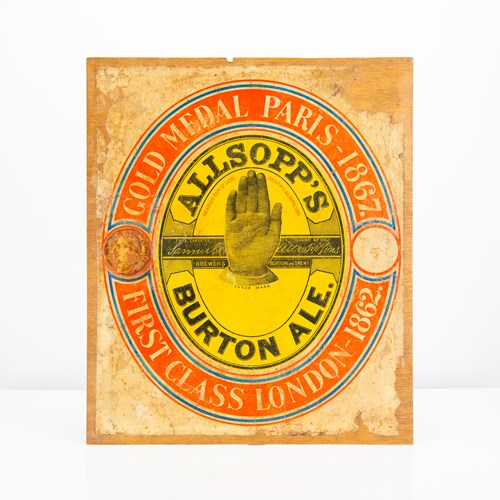 GOLD MEDAL PARIS-1867.
ALLSOPP'S
BREWERS BURTON ON TRENT
TRADE MARK
BURTON ALE.
FIRST CLASS LONDON-1862.